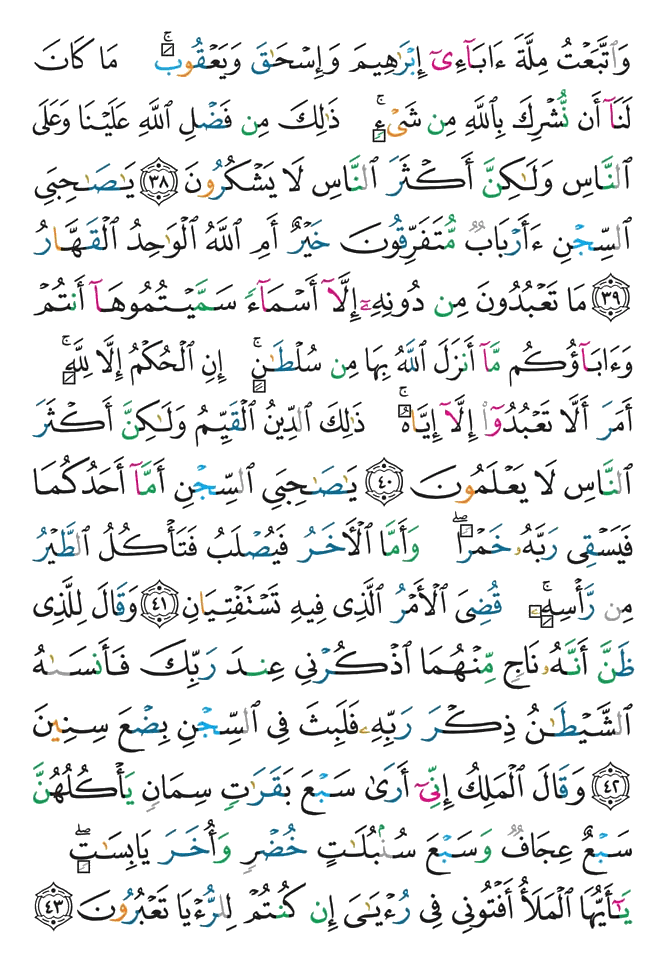 وَٱتَّبَعْتُ مِلَّةَ ءَابَآءِىٓ إِبْرَٰهِيمَ وَإِسْحَٰقَ وَيَعْقُوبَ ۚ مَا كَانَ
لَنَآ أَن نُّشْرِكَ بِٱللَّهِ مِن شَىْءٍ ۚ ذَٰلِكَ مِن فَضْلِ ٱللَّهِ عَلَيْنَا وَعَلَى
ٱلنَّاسِ وَلَٰكِنَّ أَكْثَرَ ٱلنَّاسِ لَا يَشْكُرُونَ ٣٨ يَٰصَىٰحِبَىِ
ٱلسِّجْنِ ءَأَرْبَابٌ مُّتَفَرِّقُونَ خَيْرٌ أَمِ ٱللَّهُ ٱلْوَٰحِدُ ٱلْقَهَّارُ
٣٩ مَا تَعْبُدُونَ مِن دُونِهِۦٓ إِلَّآ أَسْمَآءً سَمَّيْتُمُوهَآ أَنتُمْ
وَءَابَآؤُكُم مَّآ أَنزَلَ ٱللَّهُ بِهَا مِن سُلْطَٰنٍ ۚ إِنِ ٱلْحُكْمُ إِلَّا لِلَّهِ ۚ
أَمَرَ أَلَّا تَعْبُدُوٓا۟ إِلَّآ إِيَّاهُ ۚ ذَٰلِكَ ٱلدِّينُ ٱلْقَيِّمُ وَلَٰكِنَّ أَكْثَرَ
ٱلنَّاسِ لَا يَعْلَمُونَ ٤٠ يَٰصَىٰحِبَىِ ٱلسِّجْنِ أَمَّآ أَحَدُكُمَا
فَيَسْقِى رَبَّهُۥ خَمْرًا ۖ وَأَمَّا ٱلْءَاخَرُ فَيُصْلَبُ فَتَأْكُلُ ٱلطَّيْرُ
مِن رَّأْسِهِۦ ۚ قُضِىَ ٱلْأَمْرُ ٱلَّذِى فِيهِ تَسْتَفْتِيَانِ ٤١ وَقَالَ لِلَّذِى
ظَنَّ أَنَّهُۥ نَاجٍ مِّنْهُمَا ٱذْكُرْنِى عِندَ رَبِّكَ فَأَنسَىٰهُ
ٱلشَّيْطَٰنُ ذِكْرَ رَبِّهِۦ فَلَبِثَ فِى ٱلسِّجْنِ بِضْعَ سِنِينَ
٤٢ وَقَالَ ٱلْمَلِكُ إِنِّىٓ أَرَىٰ سَبْعَ بَقَرَٰتٍ سِمَانٍ يَأْكُلُهُنَّ
سَبْعٌ عِجَافٌ وَسَبْعَ سُنۢبُلَٰتٍ خُضْرٍ وَأُخَرَ يَابِسَٰتٍ ۖ
يَٰٓأَيُّهَا ٱلْمَلَأُ أَفْتُونِى فِى رُءْيَٰىَ إِن كُنتُمْ لِلرُّءْيَا تَعْبُرُونَ ٤٣